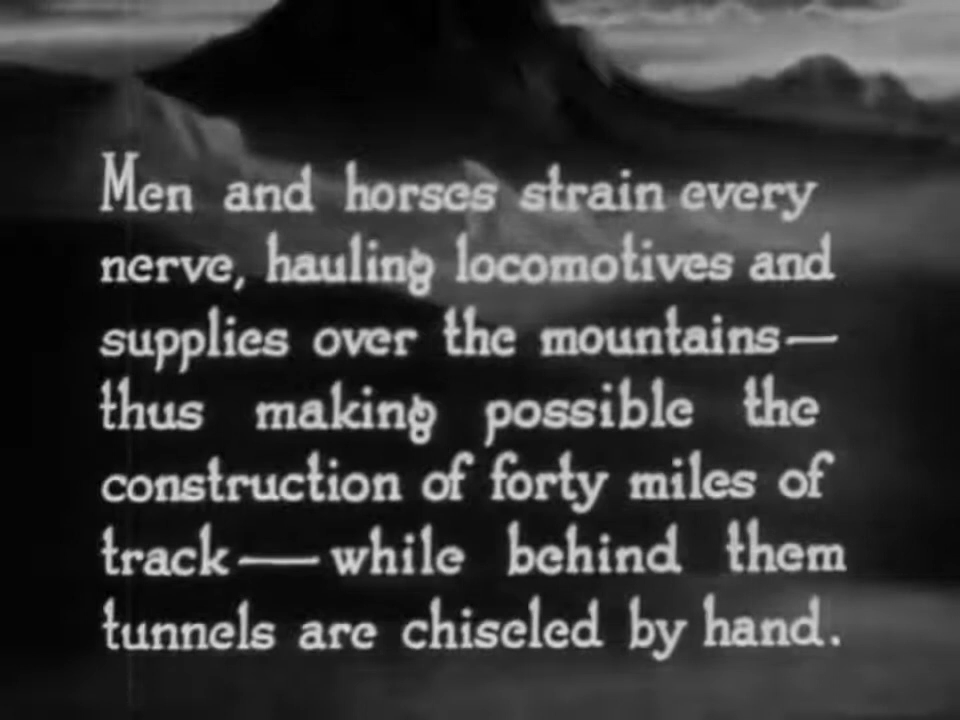 Men and horses strain every
nerve, hauling locomotives and
supplies over the mountains—
thus making possible the
construction of forty miles of
track—while behind them
tunnels are chiseled by hand.